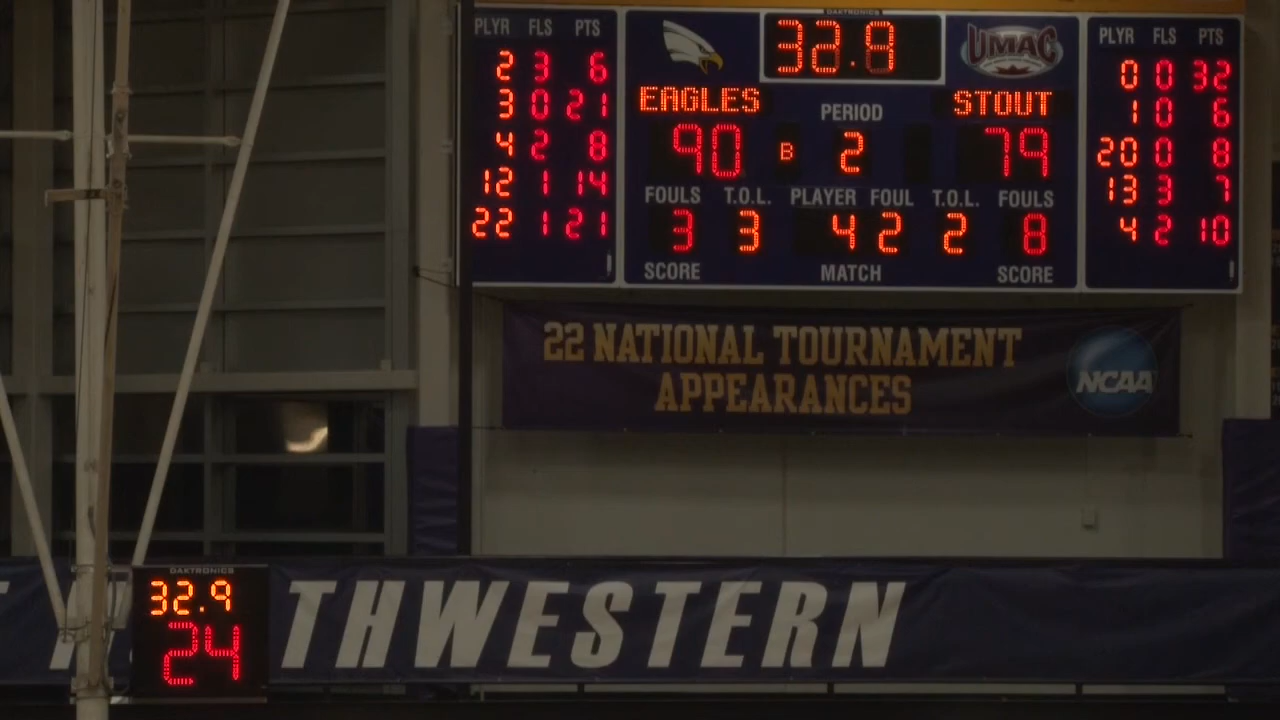 DAKTRONICS
PLYR FLS PTS
2 3 6
3 0 21
4 2 8
12 1 14
22 1 21
32.8
UMAC
EAGLES STOUT
PERIOD
90 B 2 79
FOULS T.O.L. PLAYER FOUL T.O.L. FOULS
3 3 4 2 2 8
SCORE MATCH SCORE
PLYR FLS PTS
0 0 32
1 0 6
20 0 8
13 3 7
4 2 10
22 NATIONAL TOURNAMENT
APPEARANCES
NCAA
DAKTRONICS
32.9
24
THWESTERN